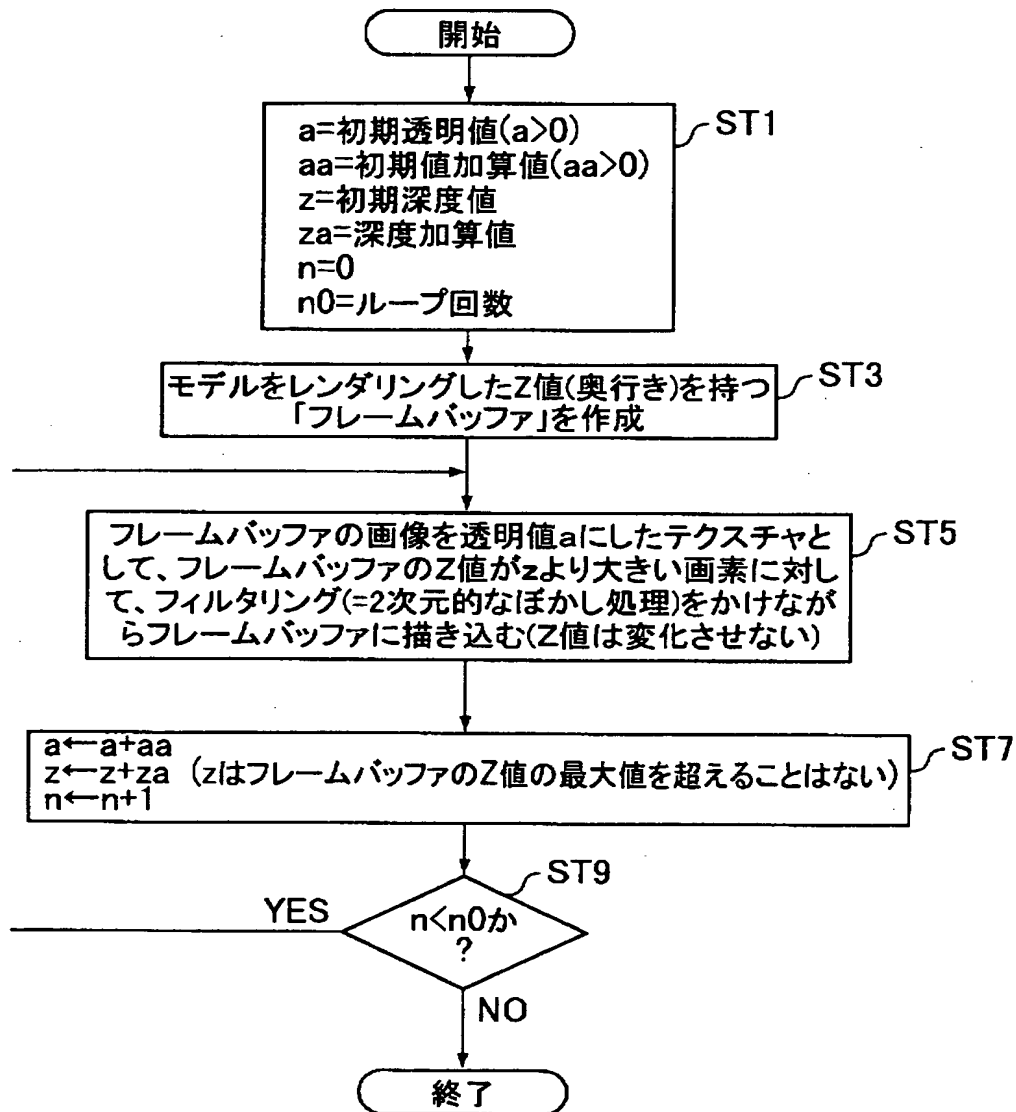 開始
ST1
a=初期透明値(a>0)
aa=初期値加算値(aa>0)
z=初期深度値
za=深度加算値
n=0
n0=ループ回数
ST3
モデルをレンダリングしたZ値(奥行き)を持つ
「フレームバッファ」を作成
ST5
フレームバッファの画像を透明値aにしたテクスチャと
して、フレームバッファのZ値がzより大きい画素に対し
て、フィルタリング(=2次元的なぼかし処理)をかけなが
らフレームバッファに描き込む(Z値は変化させない)
ST7
a←a+aa
z←z+za (zはフレームバッファのZ値の最大値を超えることはない)
n←n+1
ST9
YES
n<n0か
?
NO
終了